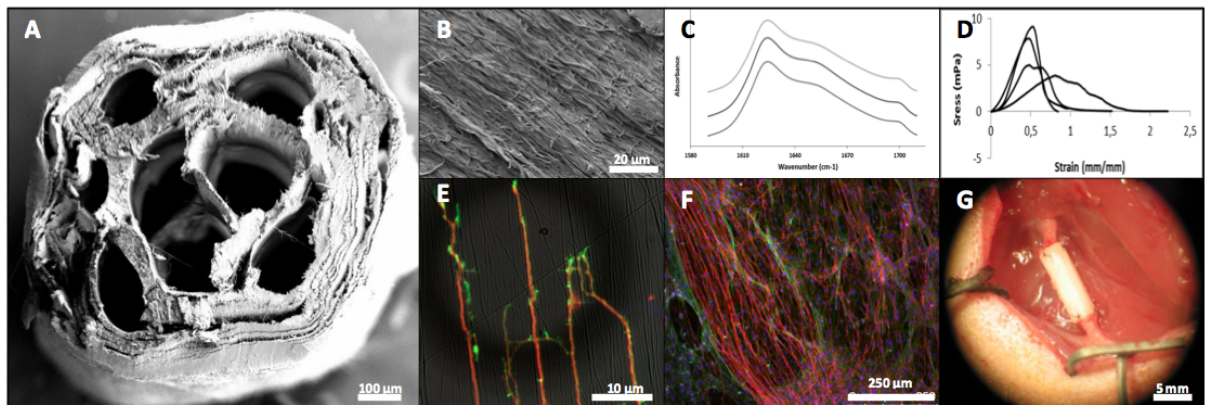 A
100 µm
B
20 µm
C
Absorbance
1580
1610
1640
1670
1700
Wavenumber (cm-1)
D
Sress (mPa)
10
5
0
-5
0
0,5
1
1,5
2
2,5
Strain (mm/mm)
E
10 µm
F
250 µm
G
5 mm